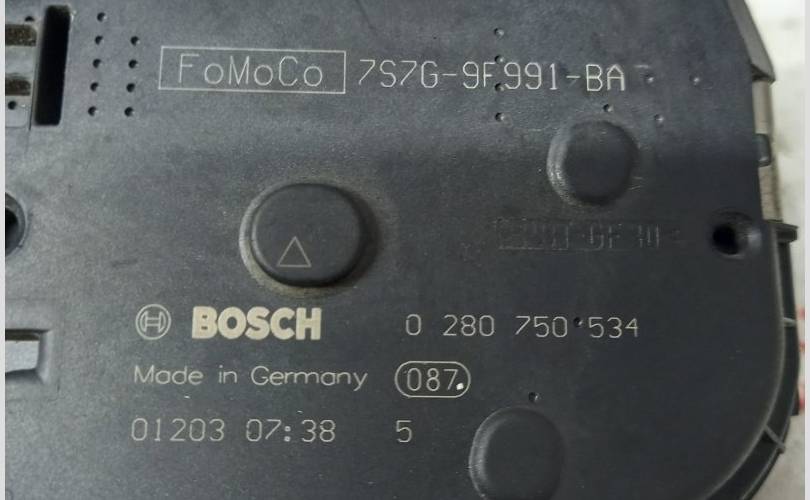 FoMoCo 7S7G-9F991-BA
BOSCH 0 280 750 534
Made in Germany 087
01203 07:38 5